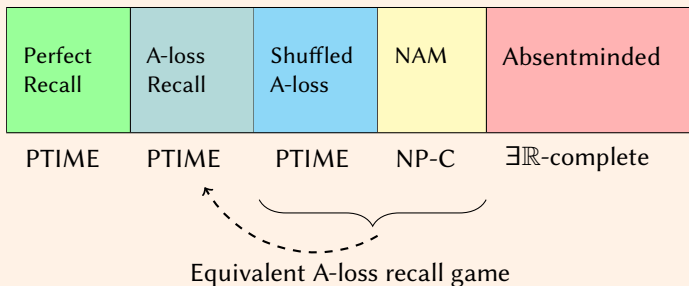 Perfect
Recall
A-loss
Recall
Shuffled
A-loss
NAM
Absentminded
PTIME
PTIME
PTIME
NP-C
∃ℝ-complete
Equivalent A-loss recall game